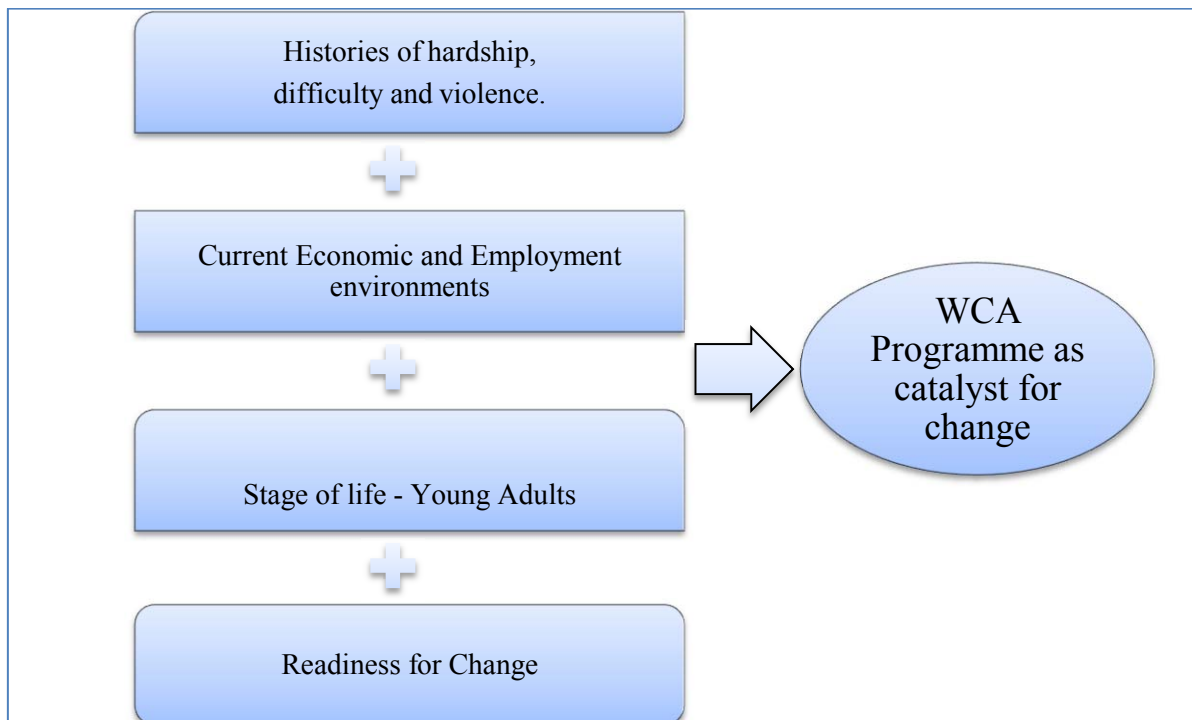 Histories of hardship,
difficulty and violence.
Current Economic and Employment
environments
Stage of life - Young Adults
Readiness for Change
WCA
Programme as
catalyst for
change